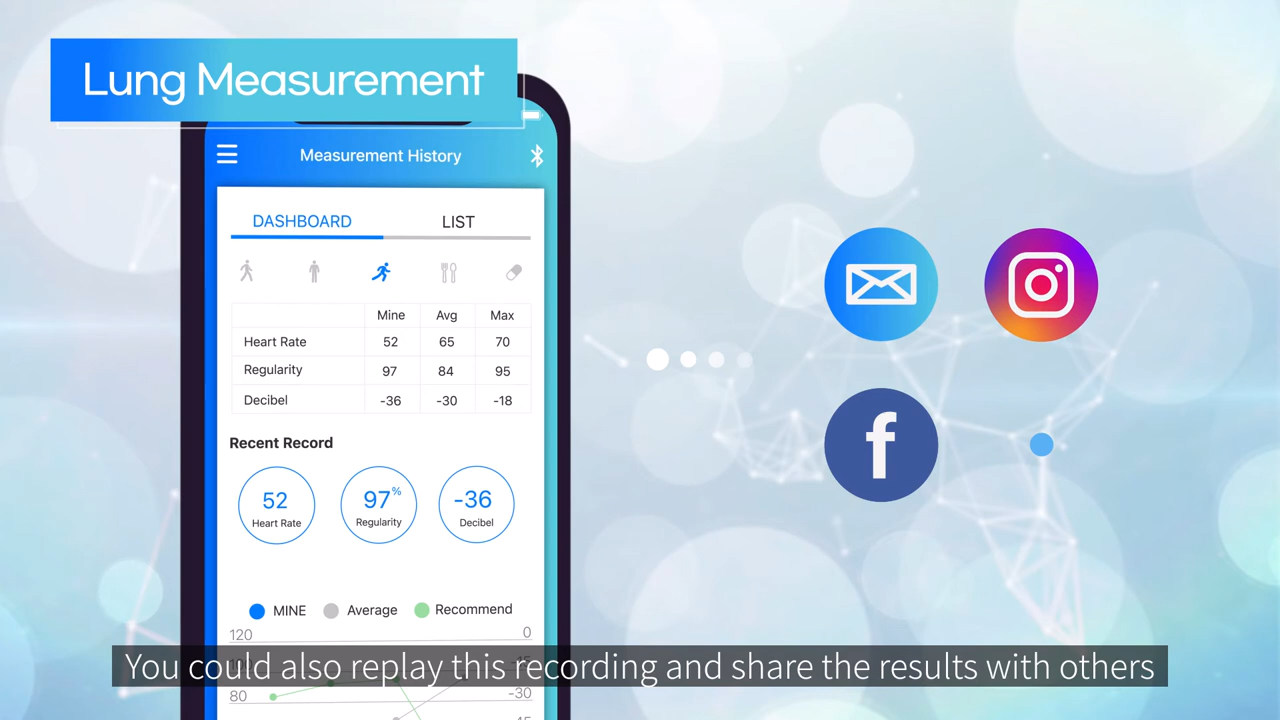 Lung Measurement
Measurement History
DASHBOARD LIST
Mine Avg Max
Heart Rate 52 65 70
Regularity 97 84 95
Decibel -36 -30 -18
Recent Record
52 97% -36
Heart Rate Regularity Decibel
MINE Average Recommend
120 0
You could also replay this recording and share the results with others
80 -30